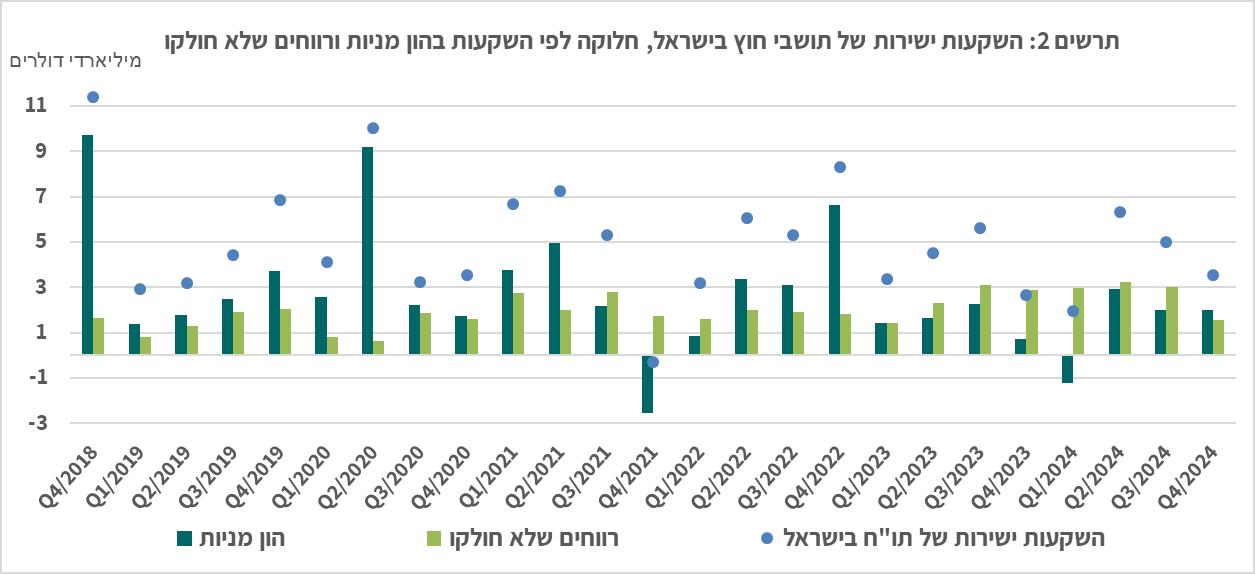 תרשים 2: השקעות ישירות של תושבי חוץ בישראל, חלוקה לפי השקעות בהון מניות ורווחים שלא חולקו
מיליארדי דולרים
11
9
7
5
3
1
-1
-3
Q4/2018 Q1/2019 Q2/2019 Q3/2019 Q4/2019 Q1/2020 Q2/2020 Q3/2020 Q4/2020 Q1/2021 Q2/2021 Q3/2021 Q4/2021 Q1/2022 Q2/2022 Q3/2022 Q4/2022 Q1/2023 Q2/2023 Q3/2023 Q4/2023 Q1/2024 Q2/2024 Q3/2024 Q4/2024
השקעות ישירות של תו"ח בישראל רווחים שלא חולקו הון מניות